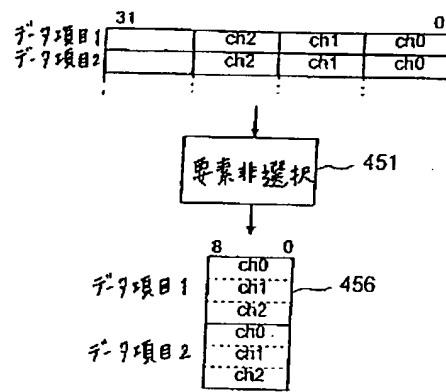 31 0
データ項目1 ch2 ch1 ch0
データ項目2 ch2 ch1 ch0
要素非選択 451
8 0
データ項目1 ch0
ch1
ch2
456
データ項目2 ch0
ch1
ch2